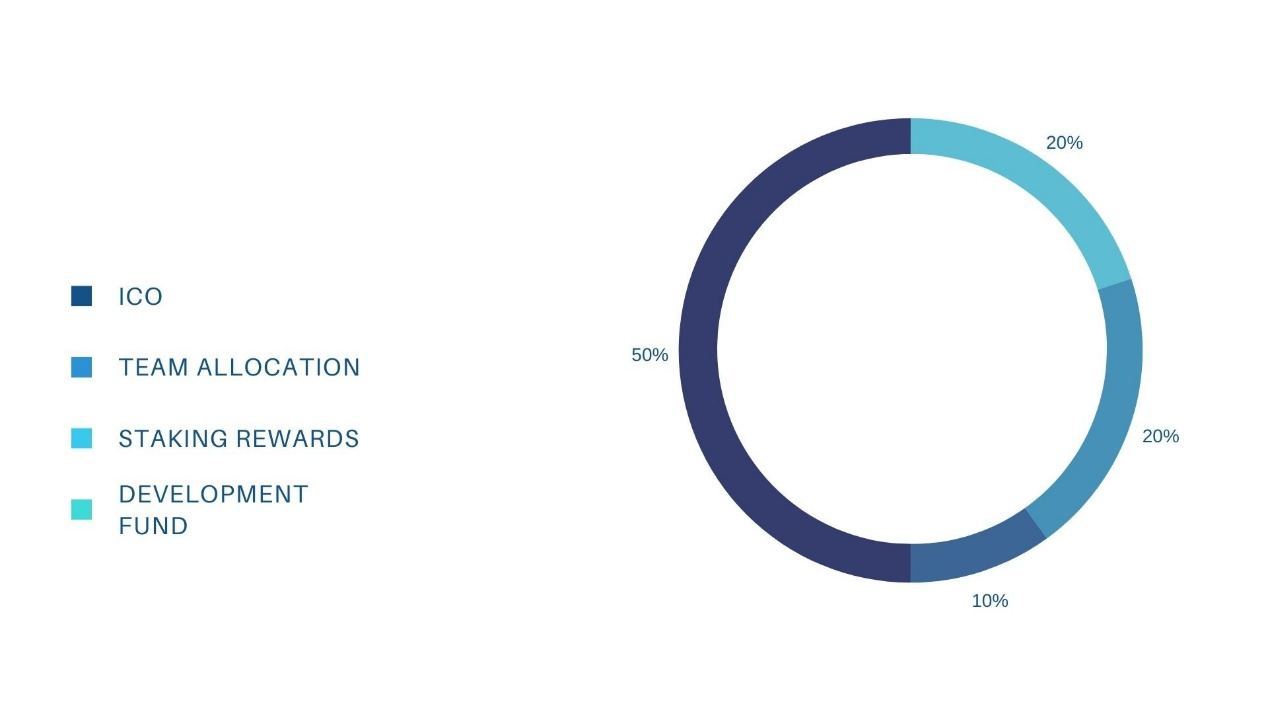 ICO
TEAM ALLOCATION
STAKING REWARDS
DEVELOPMENT
FUND
20%
50%
20%
10%